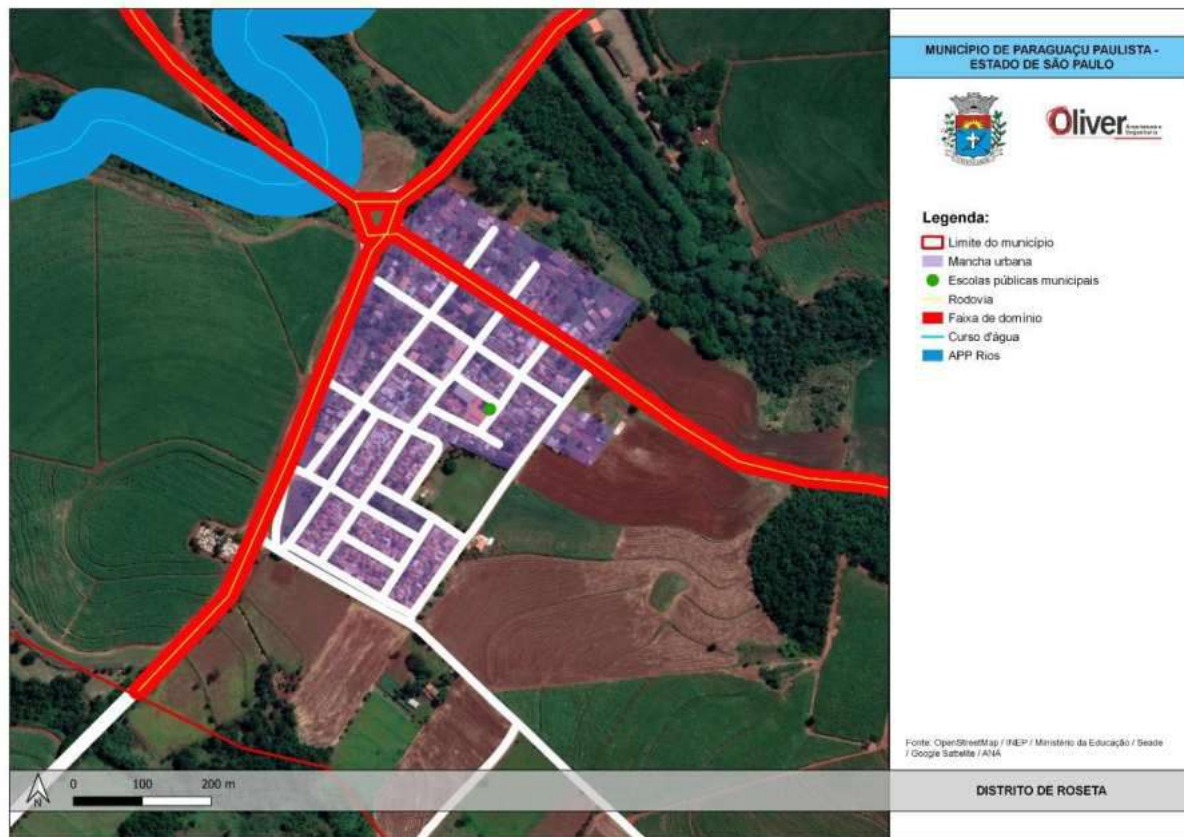 MUNICÍPIO DE PARAGUAÇU PAULISTA -
ESTADO DE SÃO PAULO
Oliver
Legenda:
Limite do município
Mancha urbana
Escolas públicas municipais
Rodovia
Faixa de domínio
Curso d'água
APP Rios
Fonte: OpenStreetMap / INEP / Ministério da Educação / Seade
/ Google Sattelite / ANA
N
0 100 200 m
DISTRITO DE ROSETA